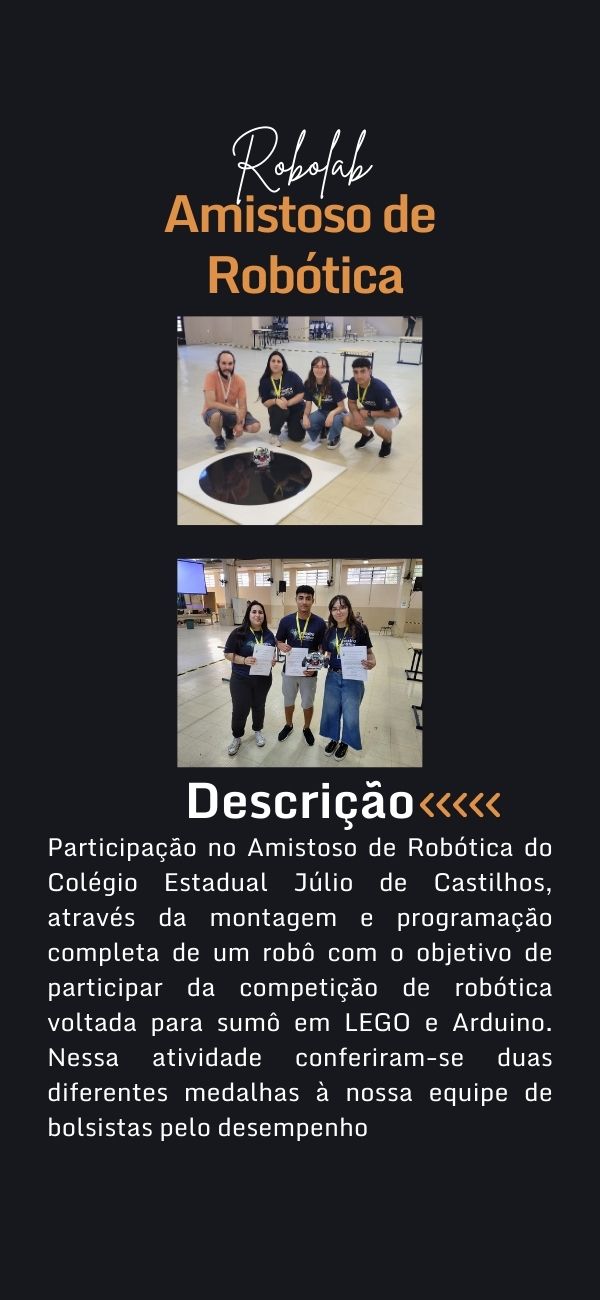 Robolab
Amistoso de
Robótica
Descrição<<<<<
Participação no Amistoso de Robótica do
Colégio Estadual Júlio de Castilhos,
através da montagem e programação
completa de um robô com o objetivo de
participar da competição de robótica
voltada para sumô em LEGO e Arduino.
Nessa atividade conferiram-se duas
diferentes medalhas à nossa equipe de
bolsistas pelo desempenho